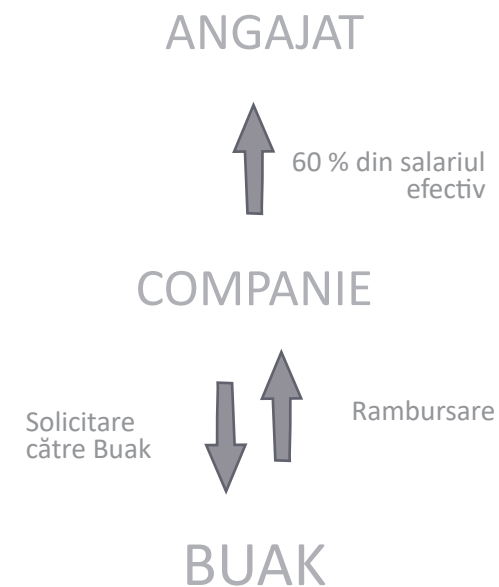 ANGAJAT
60 % din salariul
efectiv
COMPANIE
Solicitare
către Buak
Rambursare
BUAK